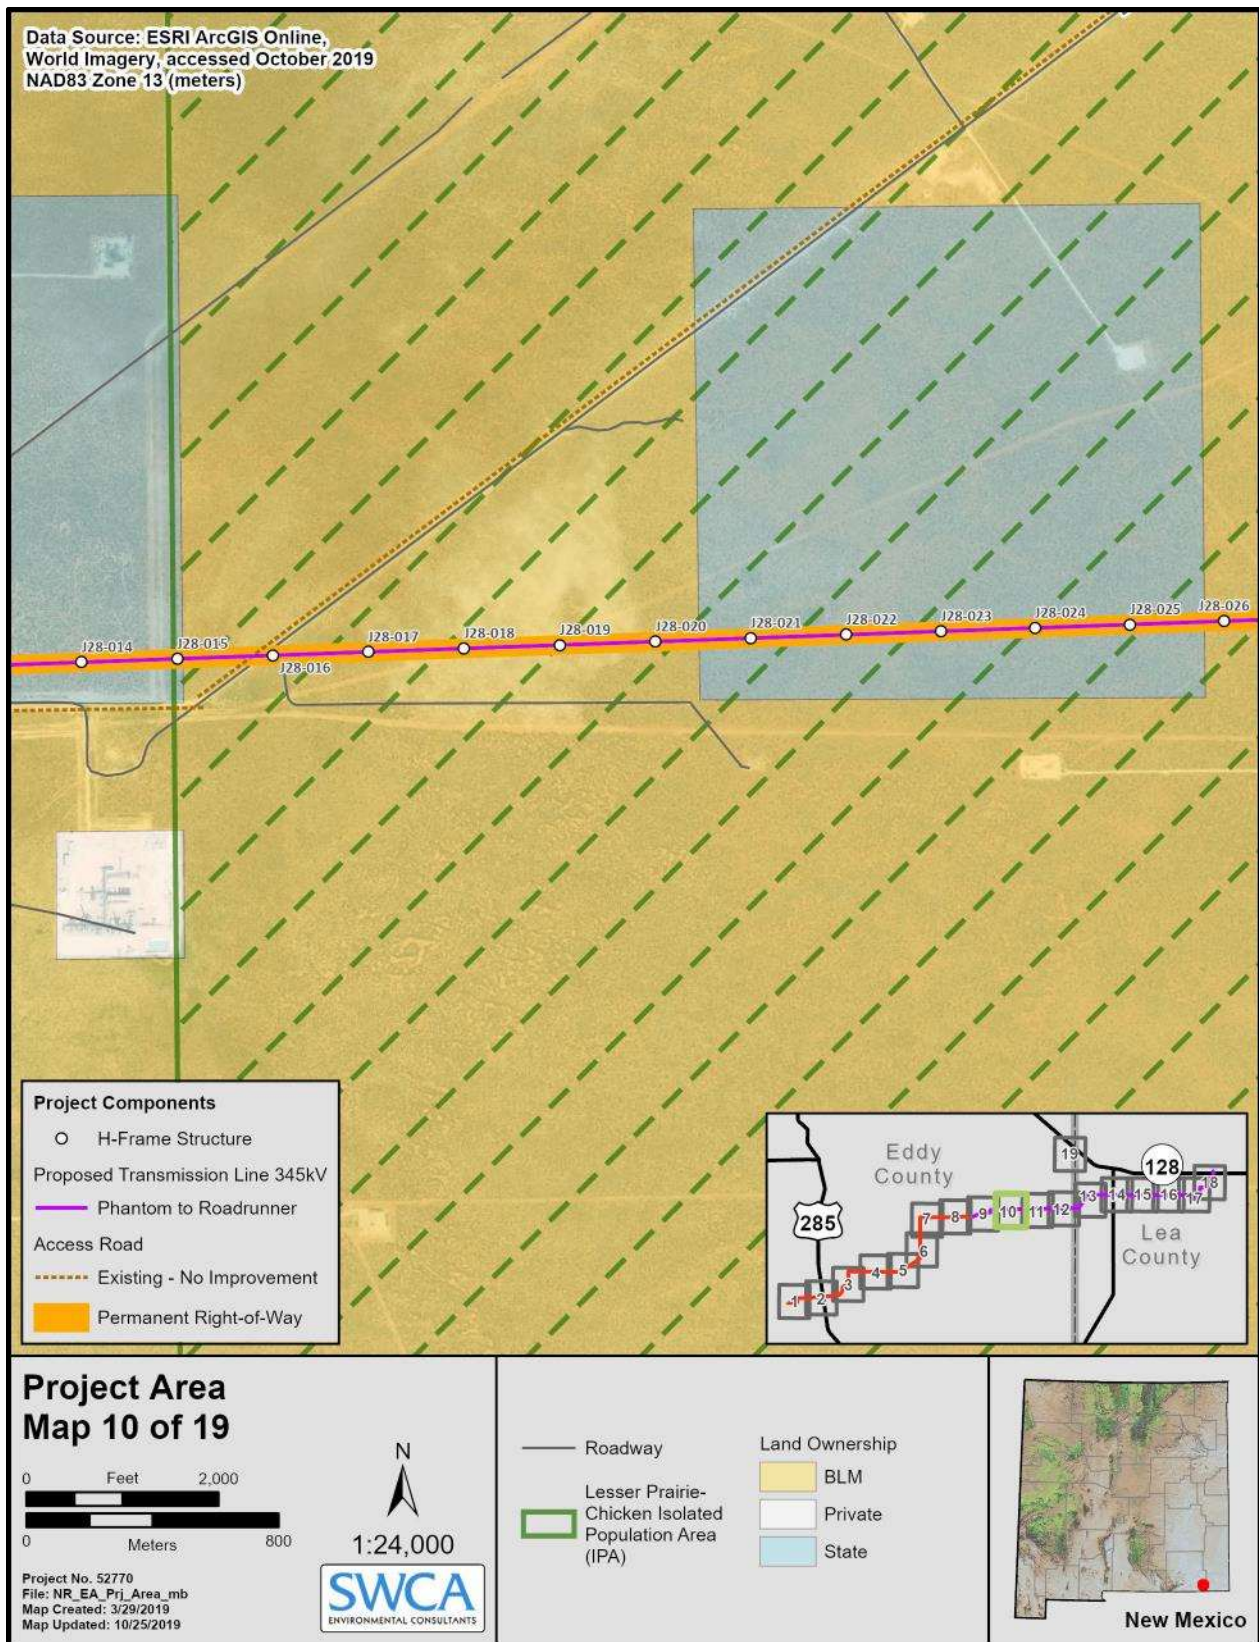 Data Source: ESRI ArcGIS Online,
World Imagery, accessed October 2019
NAD83 Zone 13 (meters)
J28-014
J28-015
J28-016
J28-017
J28-018
J28-019
J28-020
J28-021
J28-022
J28-023
J28-024
J28-025
J28-026
Project Components
H-Frame Structure
Proposed Transmission Line 345kV
Phantom to Roadrunner
Access Road
Existing - No Improvement
Permanent Right-of-Way
Eddy
County
285
128
Lea
County
1
2
3
4
5
6
7
8
9
10
11
12
13
14
15
16
17
18
19
Project Area
Map 10 of 19
0 Feet 2,000
0 Meters 800
N
1:24,000
Project No. 52770
File: NR_EA_Prj_Area_mb
Map Created: 3/29/2019
Map Updated: 10/25/2019
SWCA
ENVIRONMENTAL CONSULTANTS
Roadway
Lesser Prairie-
Chicken Isolated
Population Area
(IPA)
Land Ownership
BLM
Private
State
New Mexico